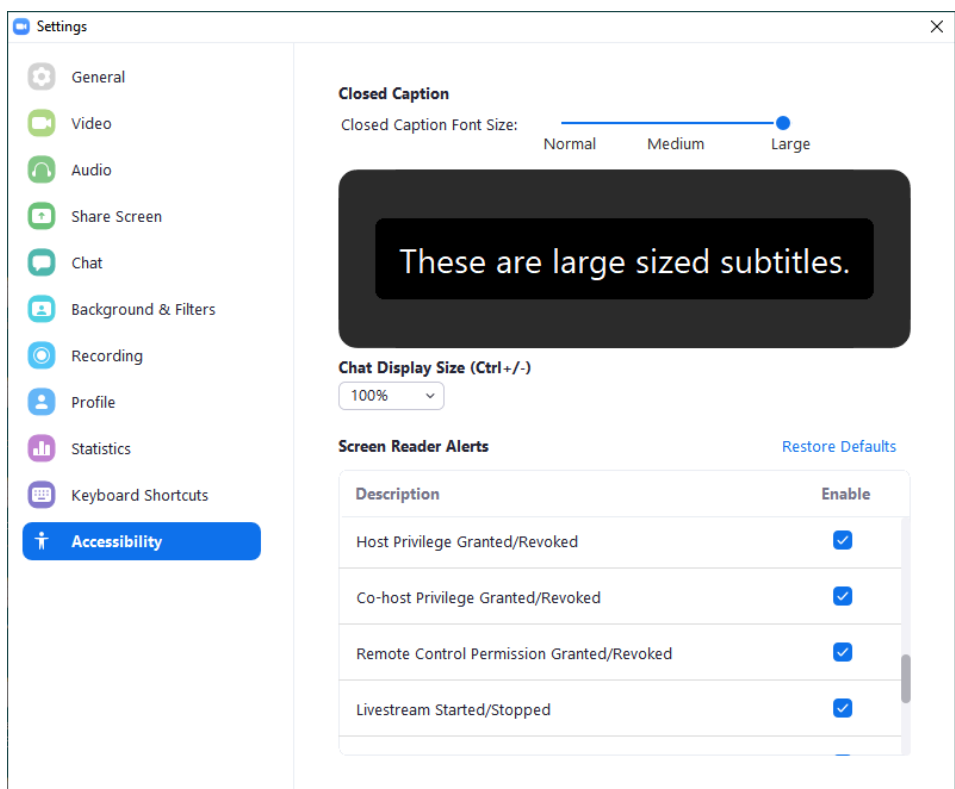 Settings
General
Video
Audio
Share Screen
Chat
Background & Filters
Recording
Profile
Statistics
Keyboard Shortcuts
Accessibility
Closed Caption
Closed Caption Font Size:
Normal Medium Large
These are large sized subtitles.
Chat Display Size (Ctrl+/-)
100%
Screen Reader Alerts Restore Defaults
Description Enable
Host Privilege Granted/Revoked
Co-host Privilege Granted/Revoked
Remote Control Permission Granted/Revoked
Livestream Started/Stopped